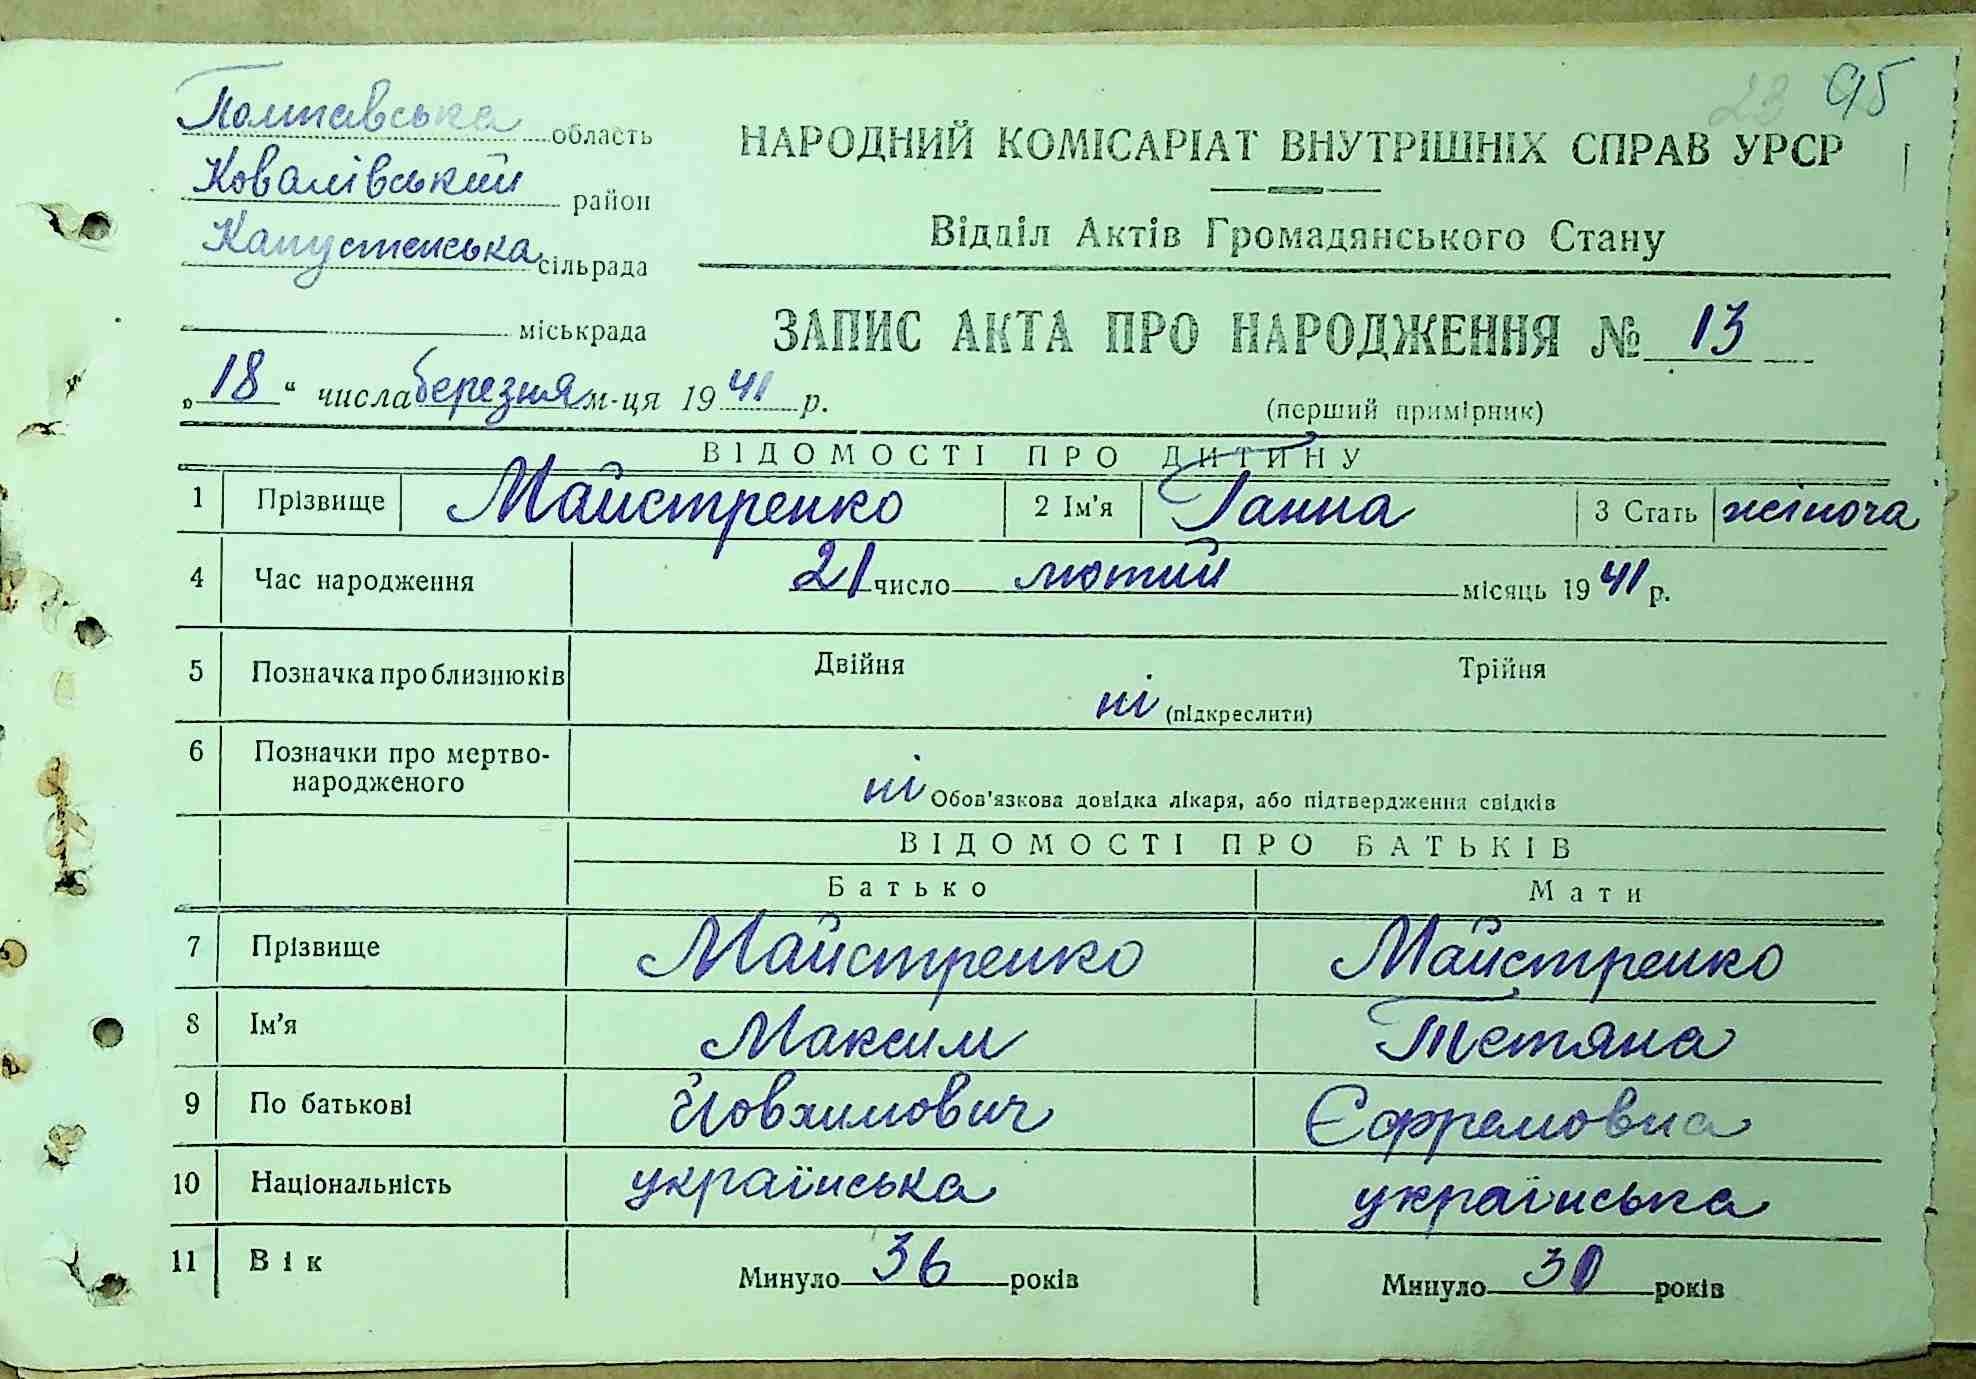 23 95
Полтавська область
НАРОДНИЙ КОМІСАРІАТ ВНУТРІШНІХ СПРАВ УРСР
Ковалівський район
Відділ Актів Громадянського Стану
Капустенська сільрада
міськрада
ЗАПИС АКТА ПРО НАРОДЖЕННЯ № 13
„18“ числа березня м-ця 1941 р.
(перший примірник)
ВІДОМОСТІ ПРО ДИТИНУ
1 Прізвище Майстренко 2 Ім'я Ганна 3 Стать жіноча
4 Час народження 21 число лютий місяць 1941 р.
5 Позначка про близнюків Двійня Трійня
ні (підкреслити)
6 Позначки про мертво-
народженого
ні Обов'язкова довідка лікаря, або підтвердження свідків
ВІДОМОСТІ ПРО БАТЬКІВ
Батько Мати
7 Прізвище Майстренко Майстренко
8 Ім'я Максим Тетяна
9 По батькові Йовхимович Єфремовна
10 Національність українська українська
11 Вік Минуло 36 років Минуло 30 років